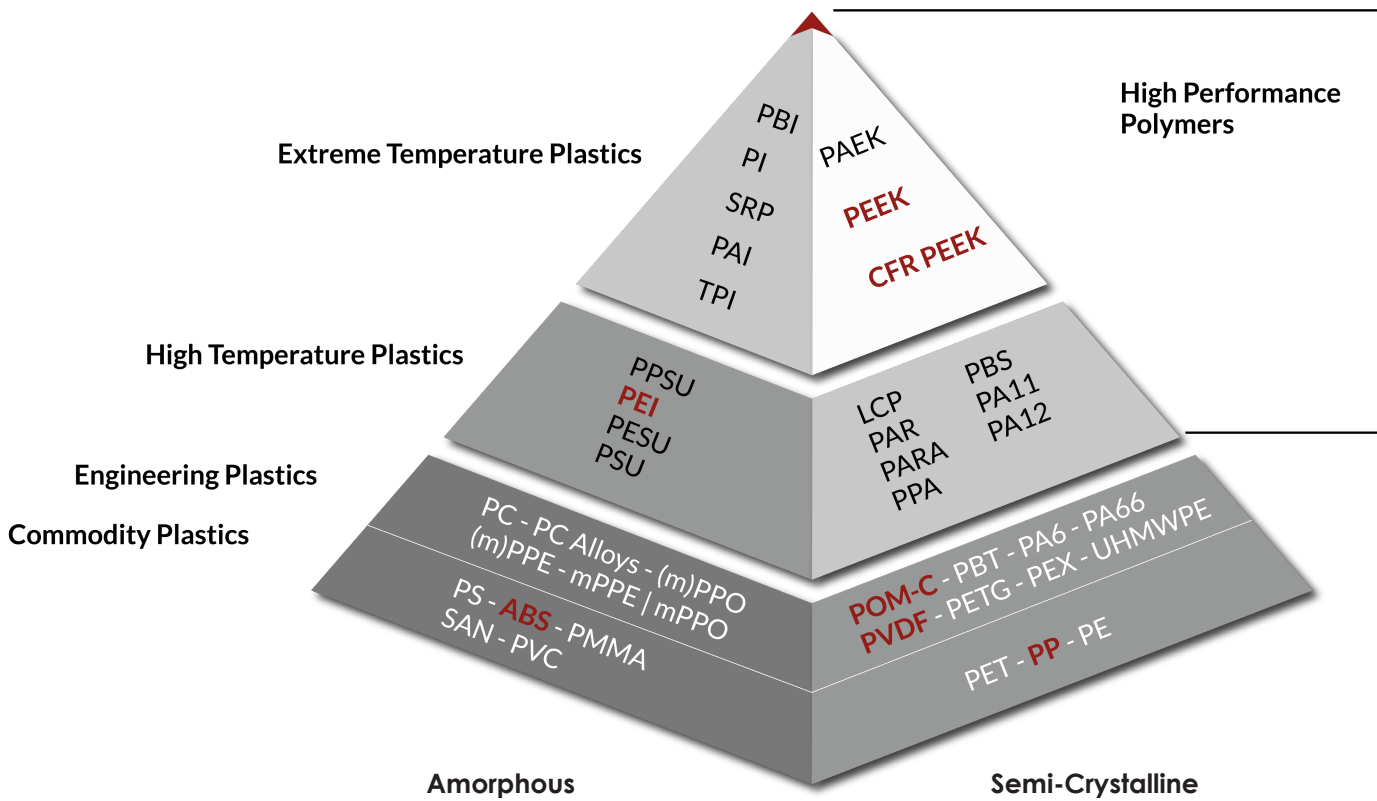 High Performance
Polymers
Extreme Temperature Plastics
PBI
PI
SRP
PAI
TPI
PAEK
PEEK
CFR PEEK
High Temperature Plastics
PPSU
PEI
PESU
PSU
LCP
PAR
PARA
PPA
PBS
PA11
PA12
Engineering Plastics
PC - PC Alloys - (m)PPO
(m)PPE - mPPE | mPPO
POM-C - PBT - PA6 - PA66
PVDF - PETG - PEX - UHMWPE
Commodity Plastics
PS - ABS - PMMA
SAN - PVC
PET - PP - PE
Amorphous
Semi-Crystalline